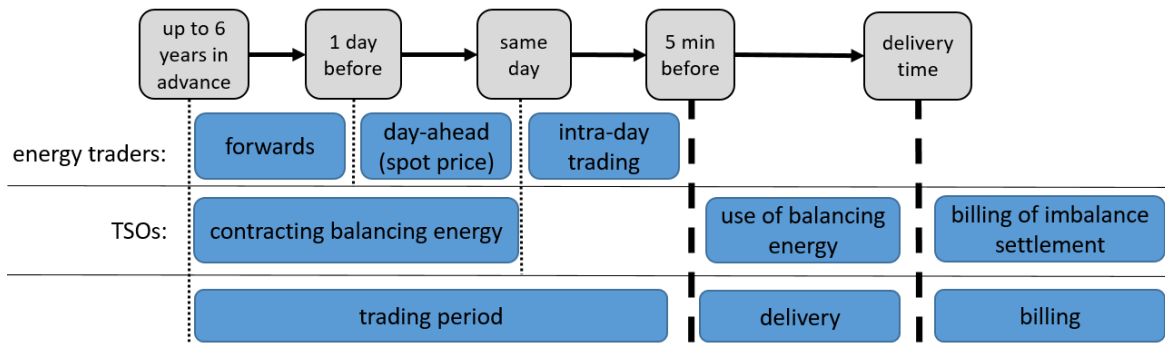 up to 6
years in
advance
1 day
before
same
day
5 min
before
delivery
time
energy traders:
forwards
day-ahead
(spot price)
intra-day
trading
TSOs:
contracting balancing energy
use of balancing
energy
billing of imbalance
settlement
trading period
delivery
billing